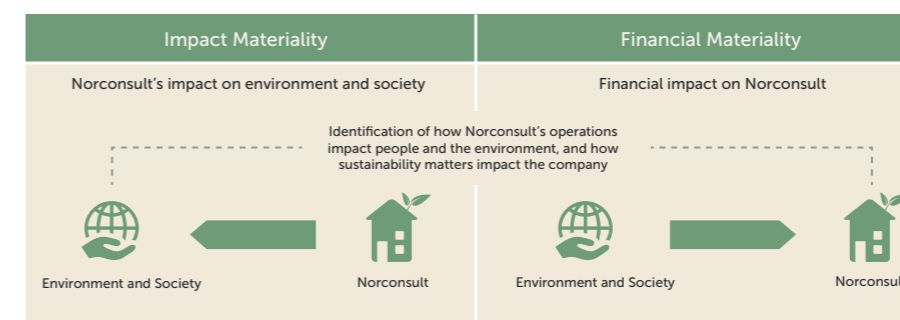 Impact Materiality
Financial Materiality
Norconsult’s impact on environment and society
Financial impact on Norconsult
Identification of how Norconsult’s operations
impact people and the environment, and how
sustainability matters impact the company
Environment and Society
Norconsult
Environment and Society
Norconsul